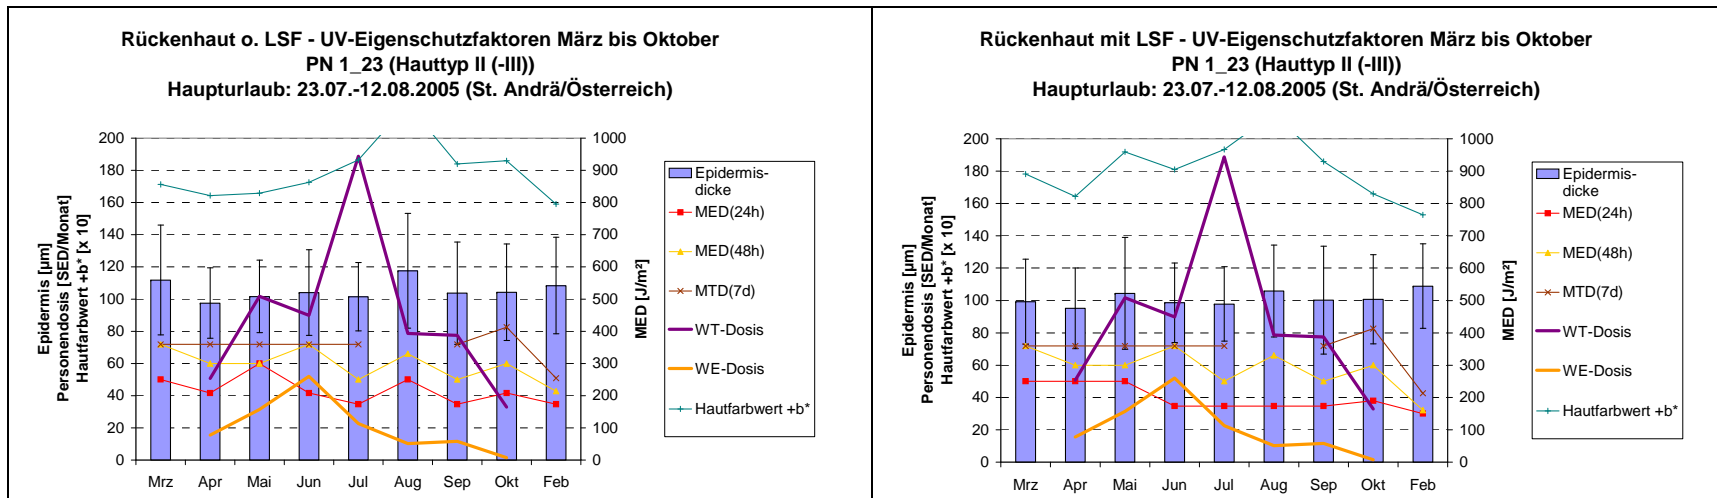 Rückenhaut o. LSF - UV-Eigenschutzfaktoren März bis Oktober
PN 1_23 (Hauttyp II (-III))
Haupturlaub: 23.07.-12.08.2005 (St. Andrä/Österreich)
Epidermis [µm]
Personendosis [SED/Monat]
Hautfarbwert +b* [x 10]
200
180
160
140
120
100
80
60
40
20
0
1000
900
800
700
600
500
400
300
200
100
0
MED [J/m²]
Mrz Apr Mai Jun Jul Aug Sep Okt Feb
Epidermis-
dicke
MED(24h)
MED(48h)
MTD(7d)
WT-Dosis
WE-Dosis
Hautfarbwert +b*
Rückenhaut mit LSF - UV-Eigenschutzfaktoren März bis Oktober
PN 1_23 (Hauttyp II (-III))
Haupturlaub: 23.07.-12.08.2005 (St. Andrä/Österreich)
Epidermis [µm]
Personendosis [SED/Monat]
Hautfarbwert +b* [x 10]
200
180
160
140
120
100
80
60
40
20
0
1000
900
800
700
600
500
400
300
200
100
0
MED [J/m²]
Mrz Apr Mai Jun Jul Aug Sep Okt Feb
Epidermis-
dicke
MED(24h)
MED(48h)
MTD(7d)
WT-Dosis
WE-Dosis
Hautfarbwert +b*